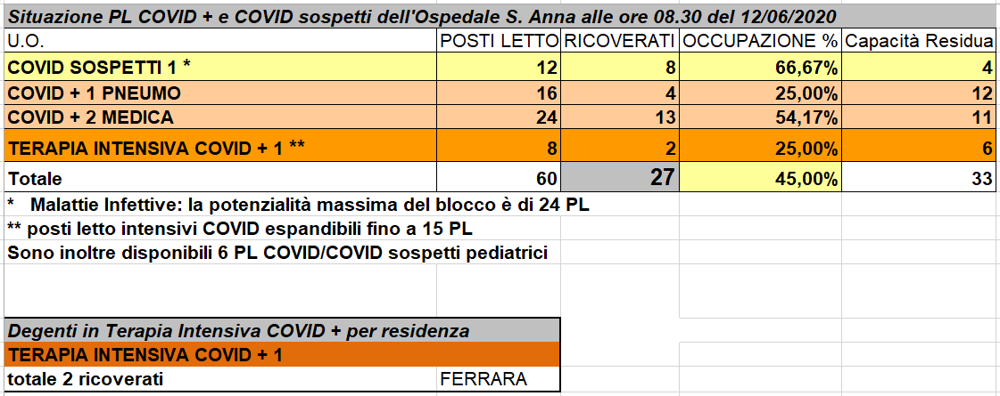 Situazione PL COVID + e COVID sospetti dell'Ospedale S. Anna alle ore 08.30 del 12/06/2020
U.O. POSTI LETTO RICOVERATI OCCUPAZIONE % Capacità Residua
COVID SOSPETTI 1 * 12 8 66,67% 4
COVID + 1 PNEUMO 16 4 25,00% 12
COVID + 2 MEDICA 24 13 54,17% 11
TERAPIA INTENSIVA COVID + 1 ** 8 2 25,00% 6
Totale 60 27 45,00% 33
* Malattie Infettive: la potenzialità massima del blocco è di 24 PL
** posti letto intensivi COVID espandibili fino a 15 PL
Sono inoltre disponibili 6 PL COVID/COVID sospetti pediatrici
Degenti in Terapia Intensiva COVID + per residenza
TERAPIA INTENSIVA COVID + 1
totale 2 ricoverati FERRARA